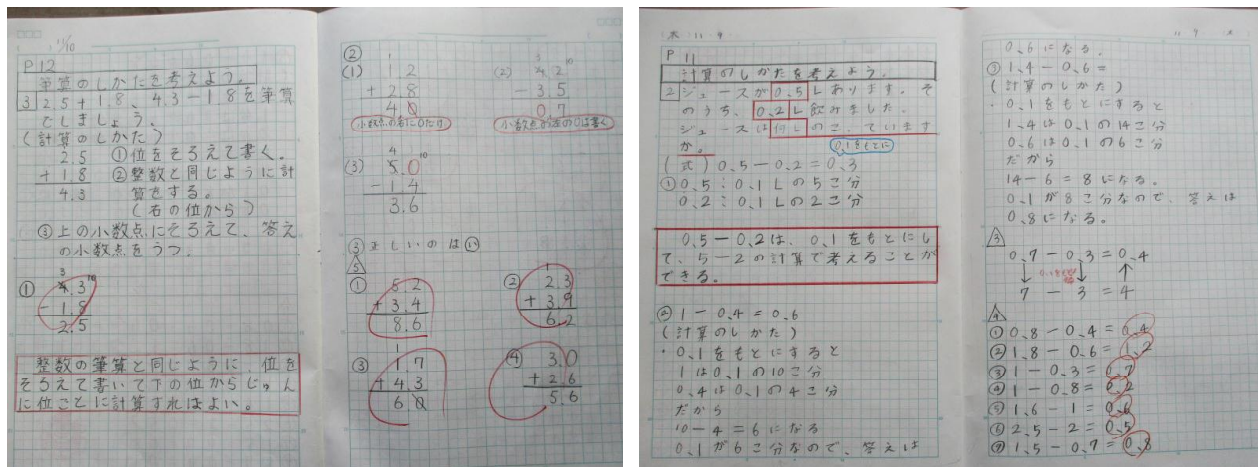 11/10
P12
筆算のしかたを考えよう。
3 2.5+1.8、4.3-1.8を筆算
でしましょう。
(計算のしかた)
2.5 ①位をそろえて書く。
+1.8 ②整数と同じように計
4.3 算をする。
(右の位から)
③上の小数点にそろえて、答え
の小数点をうつ。
3 10
① 4.3
-1.8
2.5
整数の筆算と同じように、位を
そろえて書いて下の位からじゅん
に位ごとに計算すればよい。
②
1
(1) 1.2
+2.8
4.0
小数点の右に0だけ
3 10
(2) 4.2
-3.5
0.7
4 10
(3) 5.0
-1.4
3.6
③正しいのは㋑
5
① 5.2
+3.4
8.6
1
② 2.3
+3.9
6.2
1
③ 1.7
+4.3
6.0
④ 3.0
+2.6
5.6
木 11.9
P11
計算のしかたを考えよう。
2 ジュースが0.5Lあります。そ
のうち、0.2L飲みました。
ジュースは何Lのこっています
か。
0.1をもとに
(式) 0.5-0.2=0.3
①0.5:0.1Lの5こ分
0.2:0.1Lの2こ分
0.5-0.2は、0.1をもとにし
て、5-2の計算で考えることが
できる。
②1-0.4=0.6
(計算のしかた)
・0.1をもとにすると
1は0.1の10こ分
0.4は0.1の4こ分
だから
10-4=6になる
0.1が6こ分なので、答えは
11 9 木
0.6になる。
③1.4-0.6=
(計算のしかた)
・0.1をもとにすると
1.4は0.1の14こ分
0.6は0.1の6こ分
だから
14-6=8になる。
0.1が8こ分なので、答えは
0.8になる。
3
0.7-0.3=0.4
7-3=4
4
①0.8-0.4=0.4
②1.8-0.6=1.2
③1-0.3=0.7
④1-0.8=0.2
⑤1.6-1=0.6
⑥2.5-2=0.5
⑦1.5-0.7=0.8